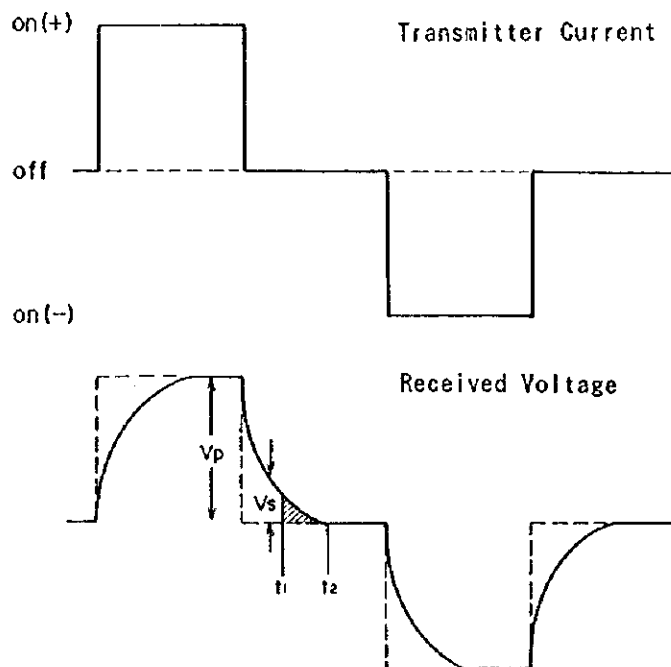 on(+)
Transmitter Current
off
on(-)
Received Voltage
Vp
Vs
t1
t2